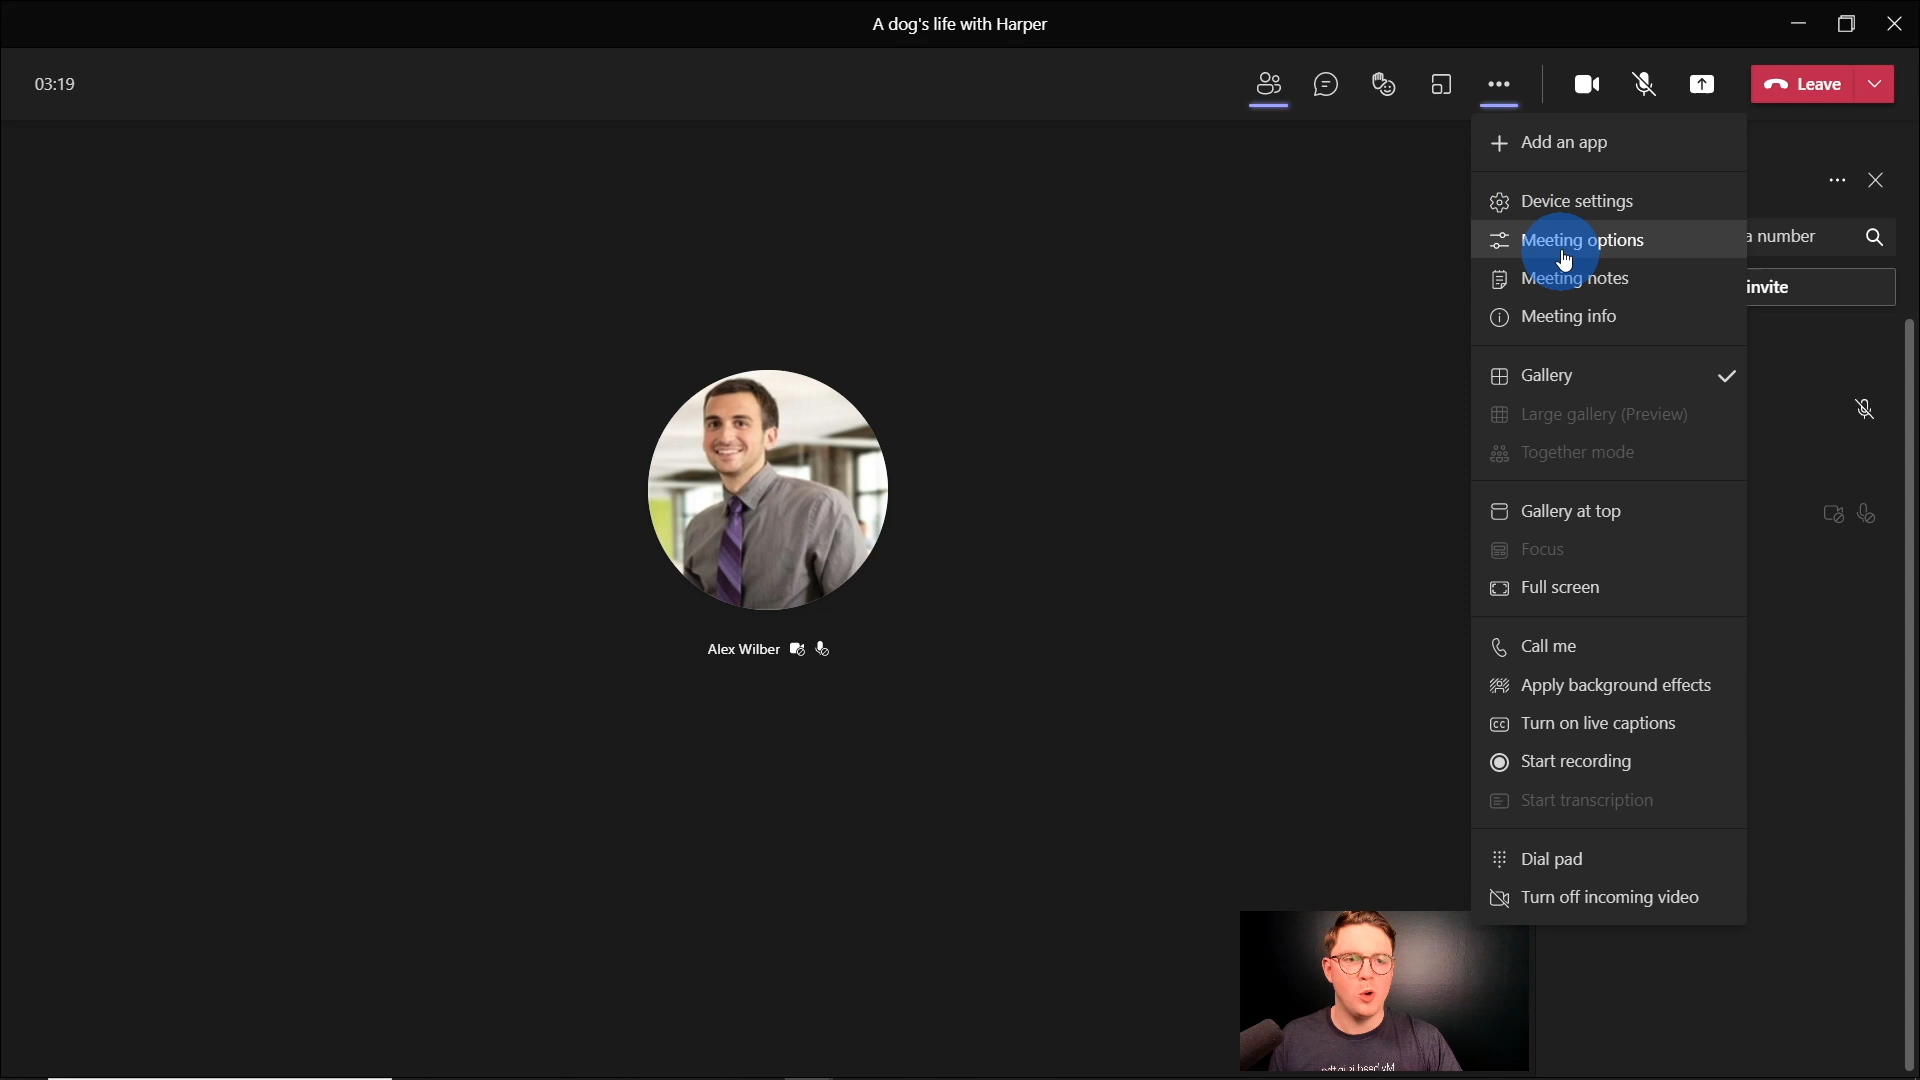 A dog's life with Harper
03:19
Leave
Add an app
Device settings
Meeting options
a number
Meeting notes
invite
Meeting info
Gallery
Large gallery (Preview)
Together mode
Gallery at top
Focus
Full screen
Alex Wilber
Call me
Apply background effects
CC Turn on live captions
Start recording
Start transcription
Dial pad
Turn off incoming video